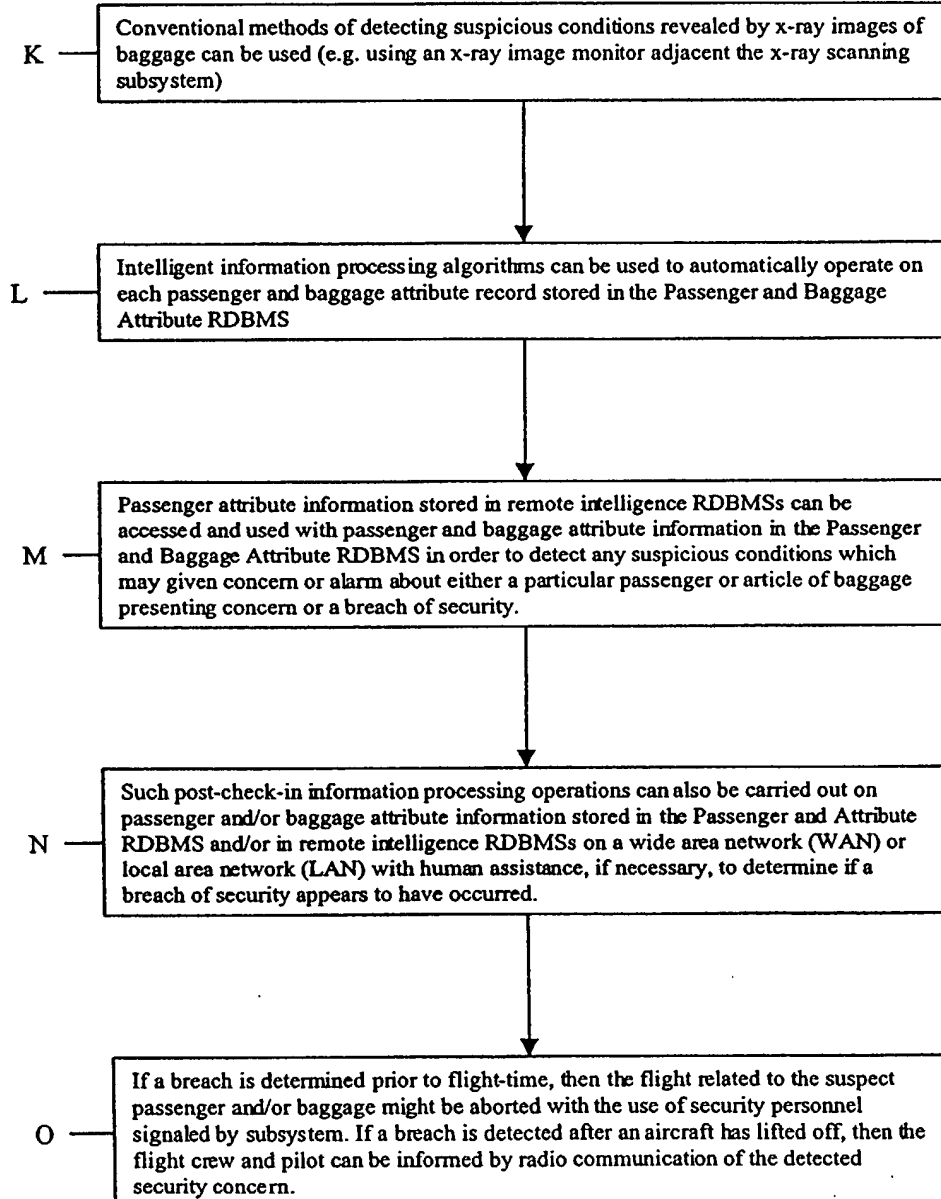 K
Conventional methods of detecting suspicious conditions revealed by x-ray images of
baggage can be used (e.g. using an x-ray image monitor adjacent the x-ray scanning
subsystem)
L
Intelligent information processing algorithms can be used to automatically operate on
each passenger and baggage attribute record stored in the Passenger and Baggage
Attribute RDBMS
M
Passenger attribute information stored in remote intelligence RDBMSs can be
accessed and used with passenger and baggage attribute information in the Passenger
and Baggage Attribute RDBMS in order to detect any suspicious conditions which
may given concern or alarm about either a particular passenger or article of baggage
presenting concern or a breach of security.
N
Such post-check-in information processing operations can also be carried out on
passenger and/or baggage attribute information stored in the Passenger and Attribute
RDBMS and/or in remote intelligence RDBMSs on a wide area network (WAN) or
local area network (LAN) with human assistance, if necessary, to determine if a
breach of security appears to have occurred.
O
If a breach is determined prior to flight-time, then the flight related to the suspect
passenger and/or baggage might be aborted with the use of security personnel
signaled by subsystem. If a breach is detected after an aircraft has lifted off, then the
flight crew and pilot can be informed by radio communication of the detected
security concern.